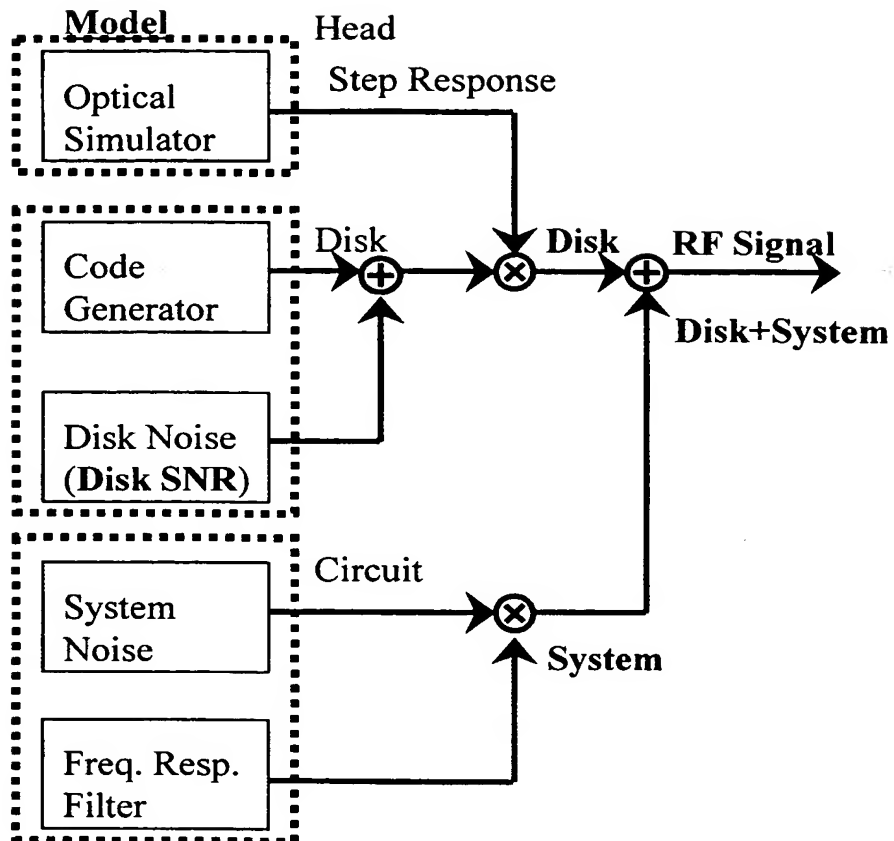 Model
Head
Optical
Simulator
Step Response
Code
Generator
Disk
Disk
RF Signal
Disk+System
Disk Noise
(Disk SNR)
System
Noise
Circuit
System
Freq. Resp.
Filter